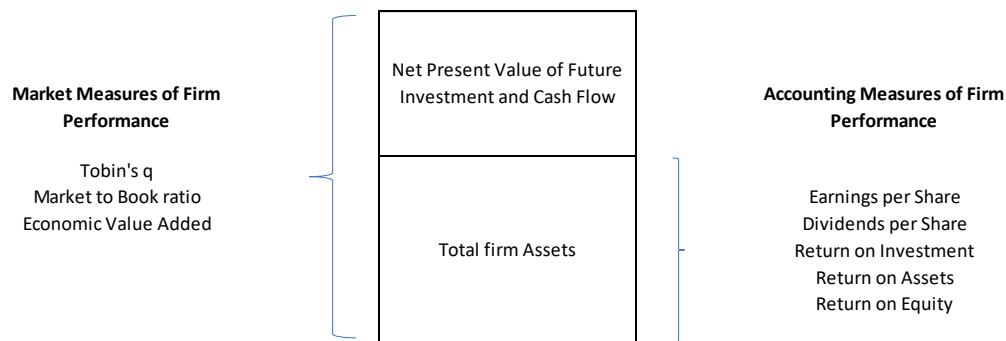 Market Measures of Firm
Performance
Tobin's q
Market to Book ratio
Economic Value Added
Net Present Value of Future
Investment and Cash Flow
Total firm Assets
Accounting Measures of Firm
Performance
Earnings per Share
Dividends per Share
Return on Investment
Return on Assets
Return on Equity